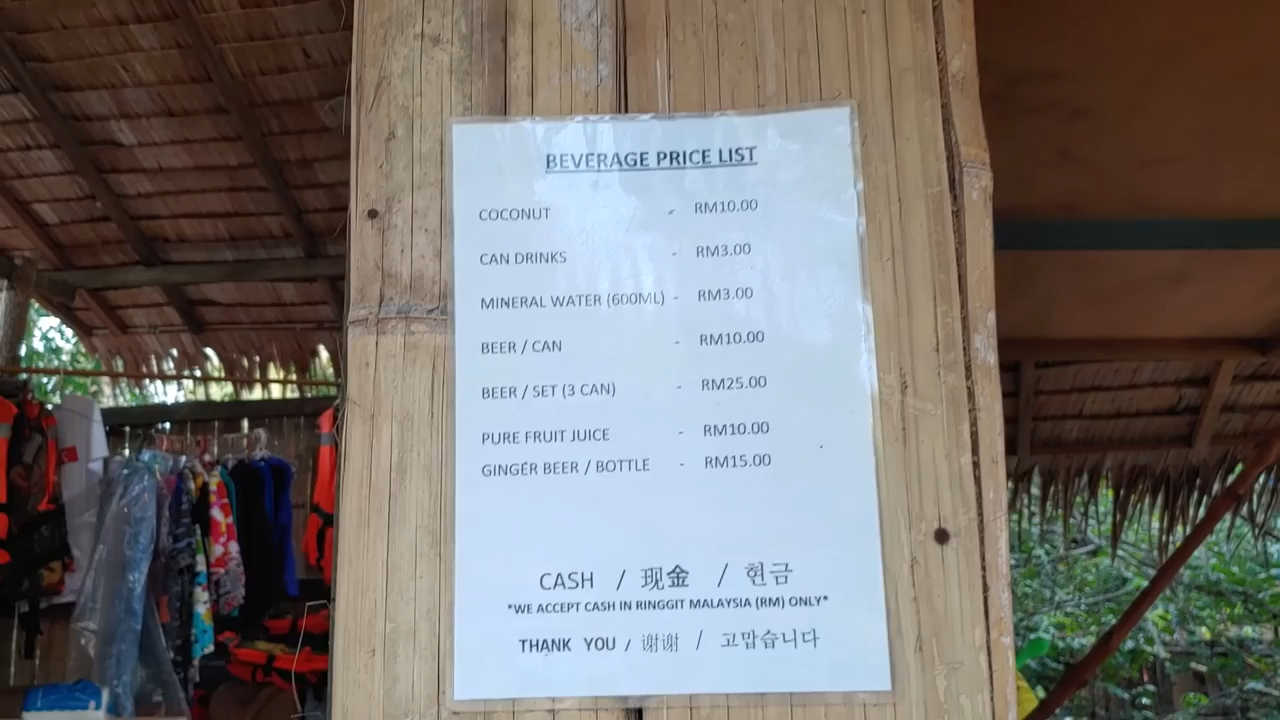 BEVERAGE PRICE LIST
COCONUT - RM10.00
CAN DRINKS - RM3.00
MINERAL WATER (600ML) - RM3.00
BEER / CAN - RM10.00
BEER / SET (3 CAN) - RM25.00
PURE FRUIT JUICE - RM10.00
GINGER BEER / BOTTLE - RM15.00
CASH / 现金 / 현금
*WE ACCEPT CASH IN RINGGIT MALAYSIA (RM) ONLY*
THANK YOU / 谢谢 / 고맙습니다